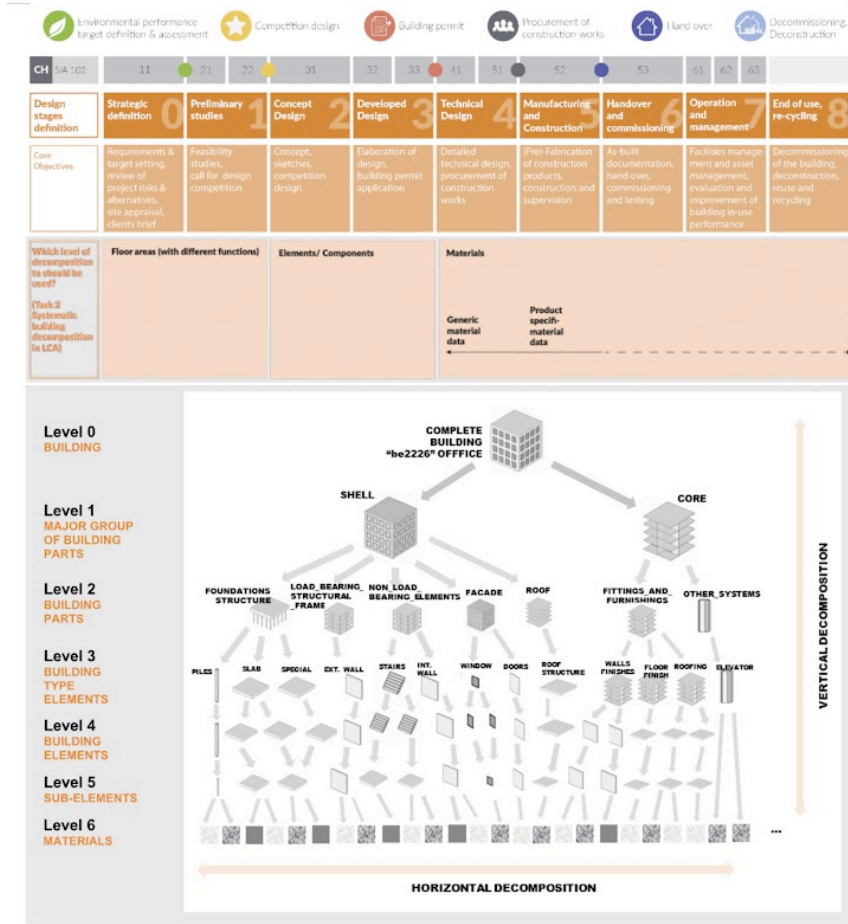 Environmental performance
target definition & assessment
Competition design
Building permit
Procurement of
construction works
Hand over
Decommissioning,
Deconstruction
CH SIA 102 11 21 22 31 32 33 41 51 52 53 61 62 63
Design
stages
definition
Strategic
definition
0
Preliminary
studies
1
Concept
Design
2
Developed
Design
3
Technical
Design
4
Manufacturing
and
Construction
5
Handover
and
commissioning
6
Operation
and
management
7
End of use,
re-cycling
8
Core
Objectives
Requirements &
target setting,
review of
project risks &
alternatives,
site appraisal,
clients brief
Feasibility
studies,
call for design
competition
Concept,
sketches,
competition
design
Elaboration of
design,
building permit
application
Detailed
technical design,
procurement of
construction
works
(Pre)-Fabrication
of construction
products,
construction and
supervision
As-built
documentation,
hand over,
commissioning
and testing
Facilities manage
ment and asset
management,
evaluation and
improvement of
building in-use
performance
Decommissioning
of the building,
deconstruction,
reuse and
recycling
Which level of
decomposition
to should be
used?
(Task 2
Systematic
building
decomposition
in LCA)
Floor areas (with different functions)
Elements/ Components
Materials
Generic
material
data
Product
specifi-
material
data
Level 0
BUILDING
COMPLETE
BUILDING
"be2226" OFFFICE
Level 1
MAJOR GROUP
OF BUILDING
PARTS
SHELL
CORE
Level 2
BUILDING
PARTS
FOUNDATIONS
STRUCTURE
LOAD_BEARING_
STRUCTURAL
_FRAME
NON_LOAD_
BEARING_ELEMENTS
FACADE
ROOF
FITTINGS_AND_
FURNISHINGS
OTHER_SYSTEMS
Level 3
BUILDING
TYPE
ELEMENTS
PILES
SLAB
SPECIAL
EXT. WALL
STAIRS
INT.
WALL
WINDOW
DOORS
ROOF
STRUCTURE
WALLS
FINISHES
FLOOR
FINISH
ROOFING
ELEVATOR
Level 4
BUILDING
ELEMENTS
Level 5
SUB-ELEMENTS
Level 6
MATERIALS
...
VERTICAL DECOMPOSITION
HORIZONTAL DECOMPOSITION